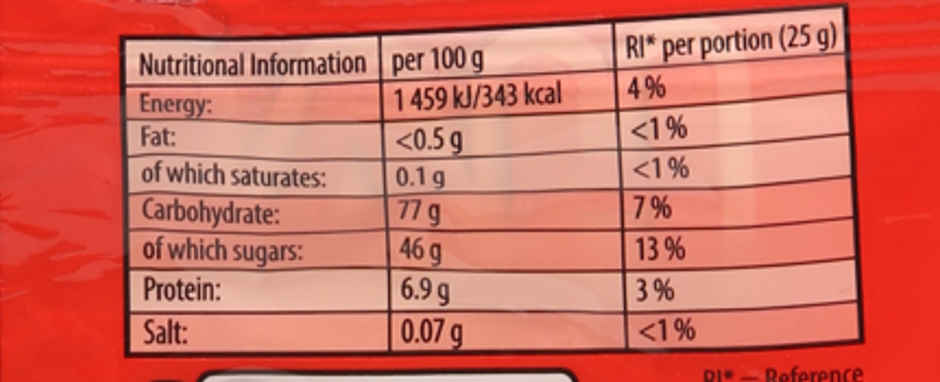 Nutritional Information per 100 g RI* per portion (25 g)
Energy: 1 459 kJ/343 kcal 4 %
Fat: <0.5 g <1 %
of which saturates: 0.1 g <1 %
Carbohydrate: 77 g 7 %
of which sugars: 46 g 13 %
Protein: 6.9 g 3 %
Salt: 0.07 g <1 %
RI* – Reference